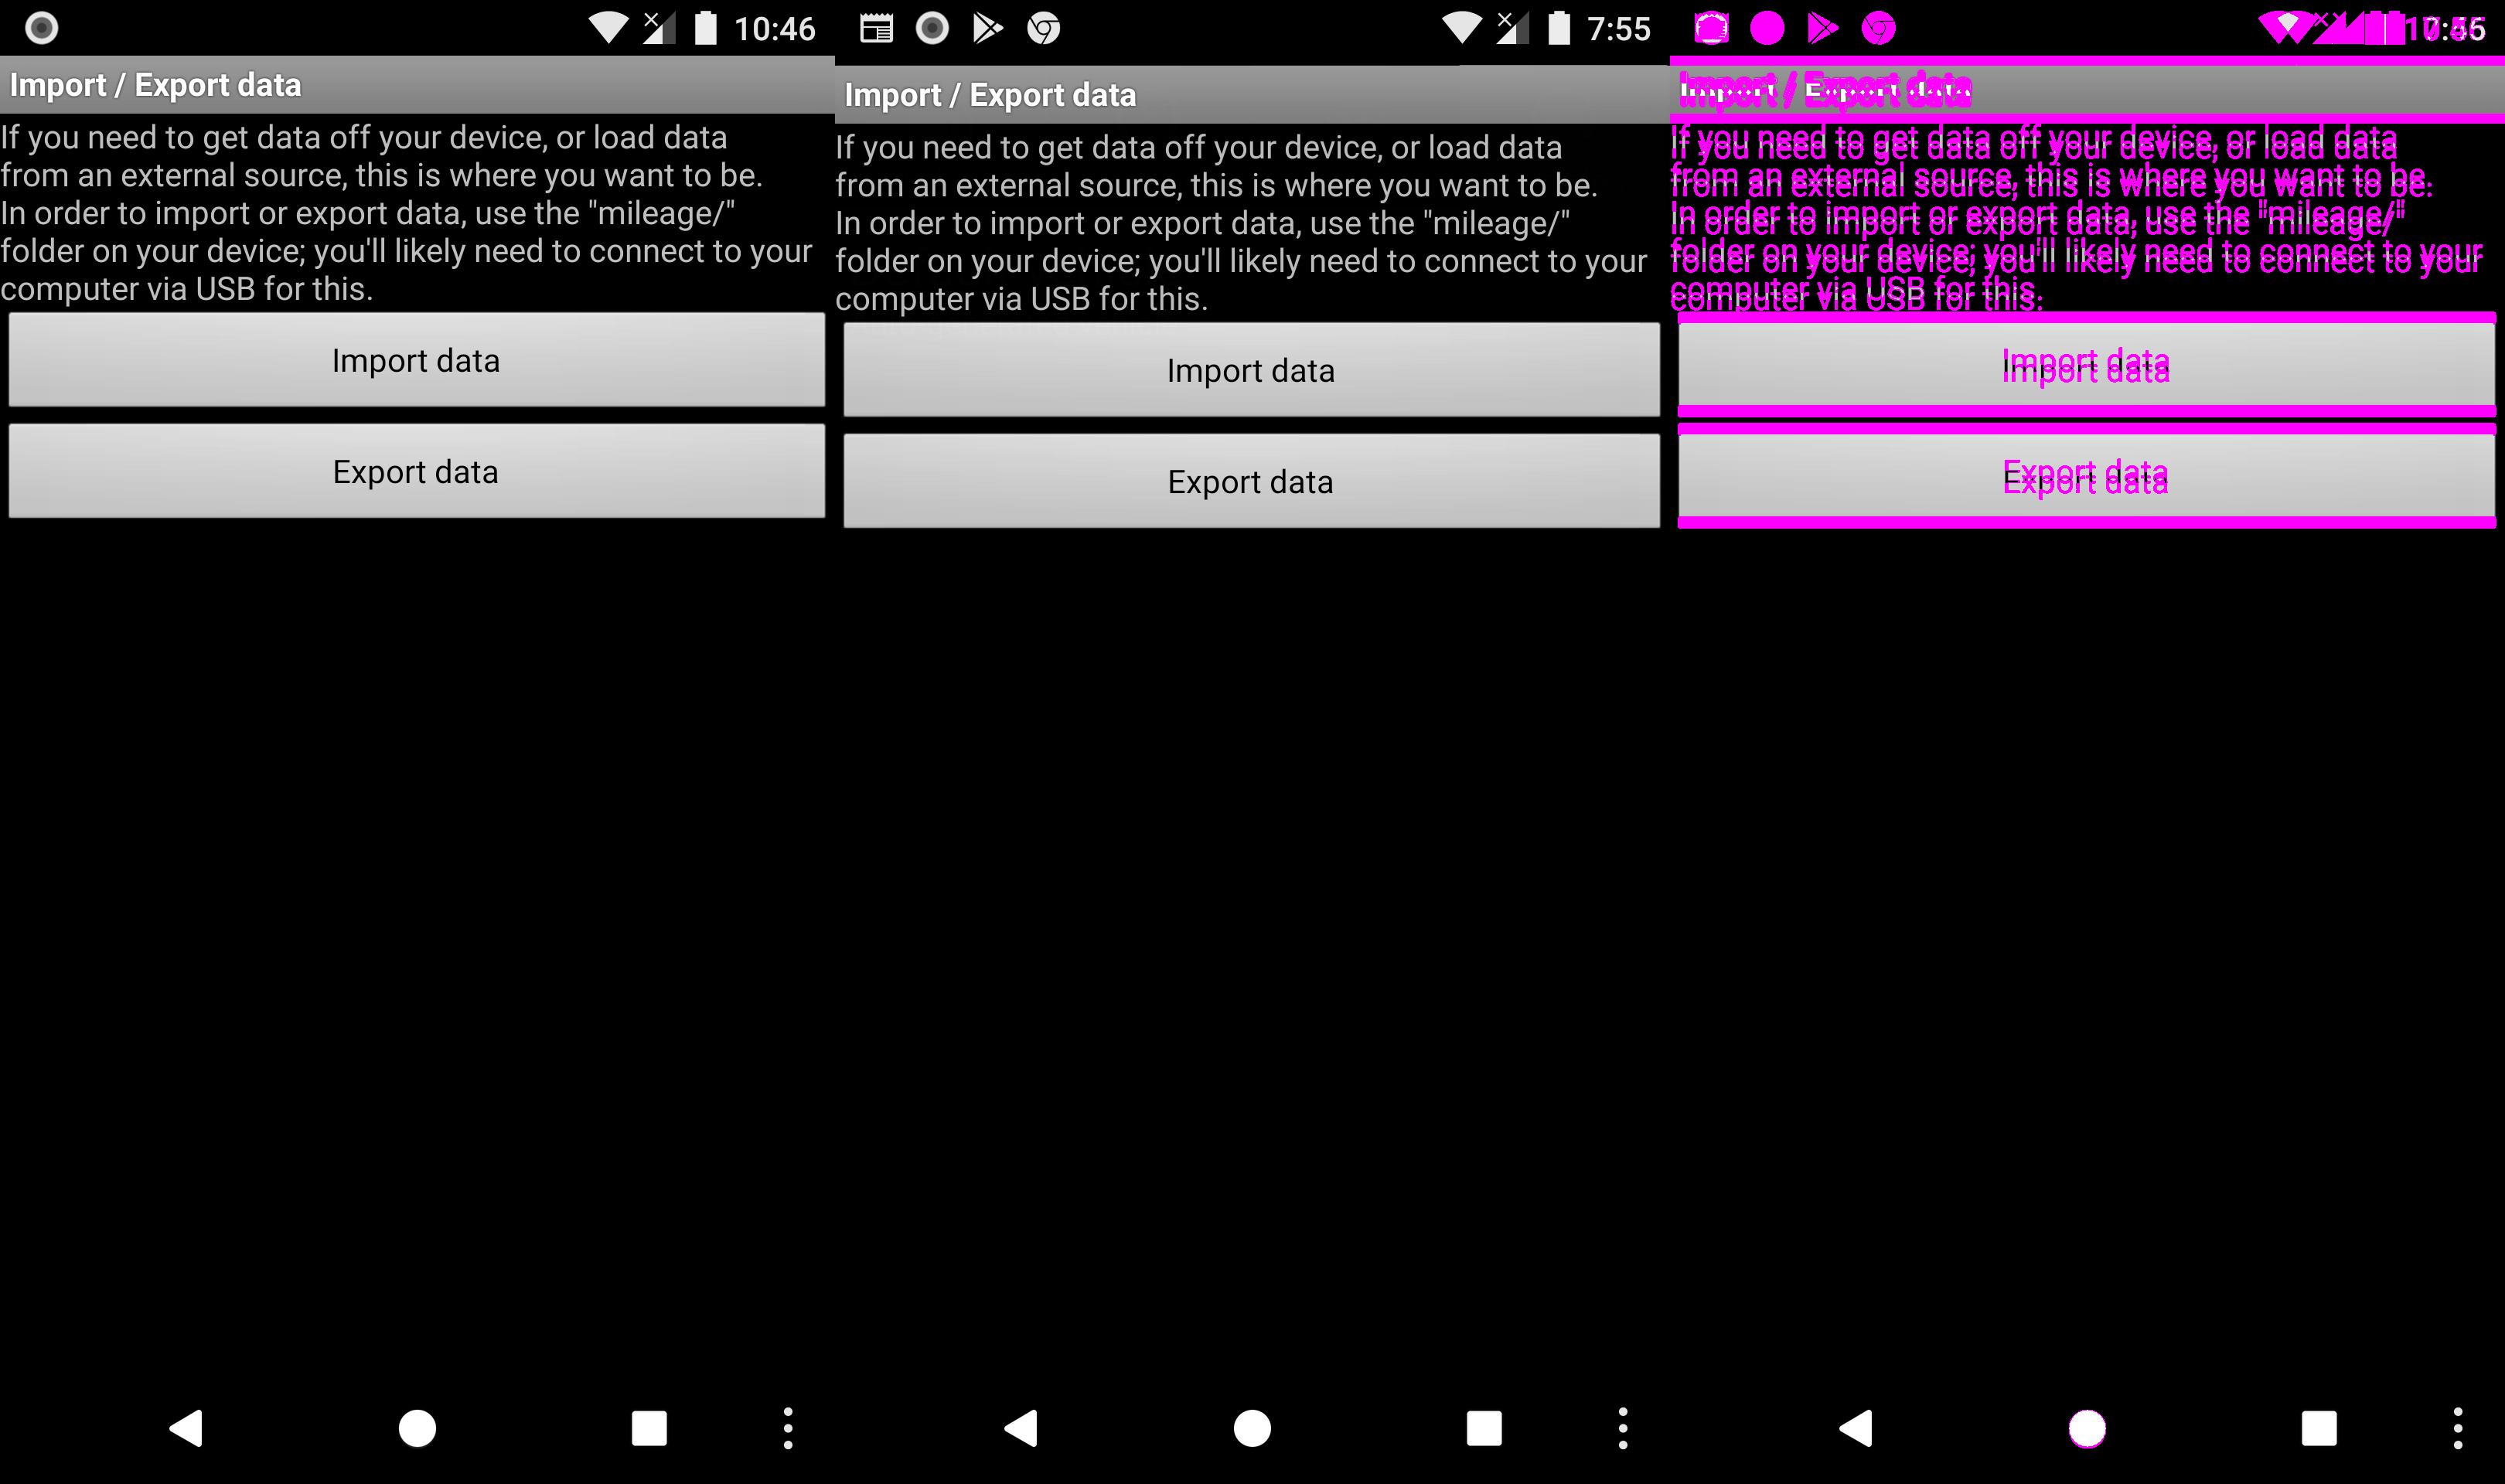 10:46
Import / Export data
If you need to get data off your device, or load data
from an external source, this is where you want to be.
In order to import or export data, use the "mileage/"
folder on your device; you'll likely need to connect to your
computer via USB for this.
Import data
Export data
7:55
Import / Export data
If you need to get data off your device, or load data
from an external source, this is where you want to be.
In order to import or export data, use the "mileage/"
folder on your device; you'll likely need to connect to your
computer via USB for this.
Import data
Export data
Import / Export data
If you need to get data off your device, or load data
from an external source, this is where you want to be.
In order to import or export data, use the "mileage/"
folder on your device; you'll likely need to connect to your
computer via USB for this.
Import data
Export data